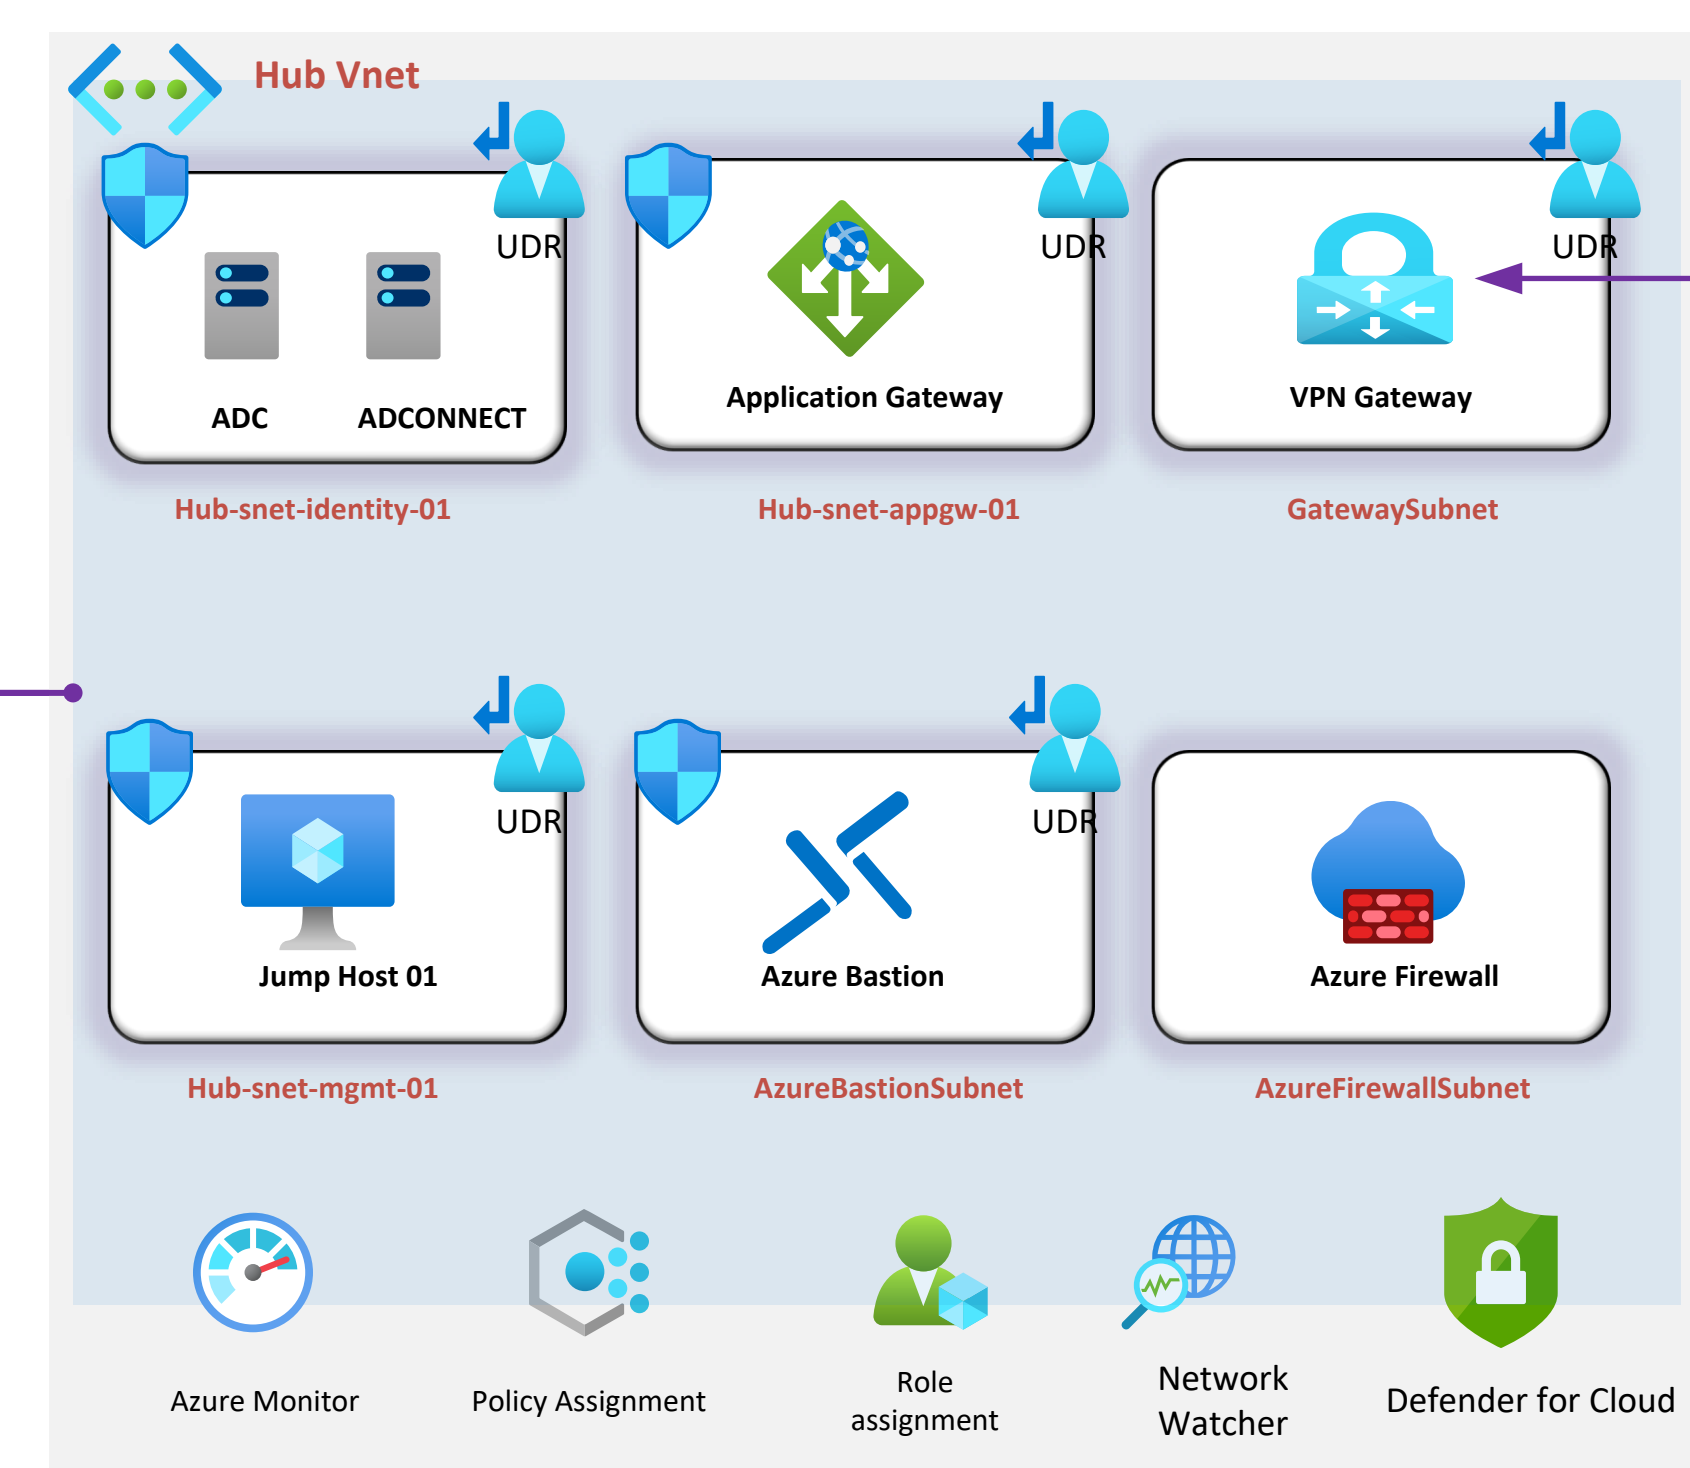 Hub Vnet
UDR
UDR
UDR
ADC
ADCONNECT
Application Gateway
VPN Gateway
Hub-snet-identity-01
Hub-snet-appgw-01
GatewaySubnet
UDR
UDR
Jump Host 01
Azure Bastion
Azure Firewall
Hub-snet-mgmt-01
AzureBastionSubnet
AzureFirewallSubnet
Azure Monitor
Policy Assignment
Role
assignment
Network
Watcher
Defender for Cloud